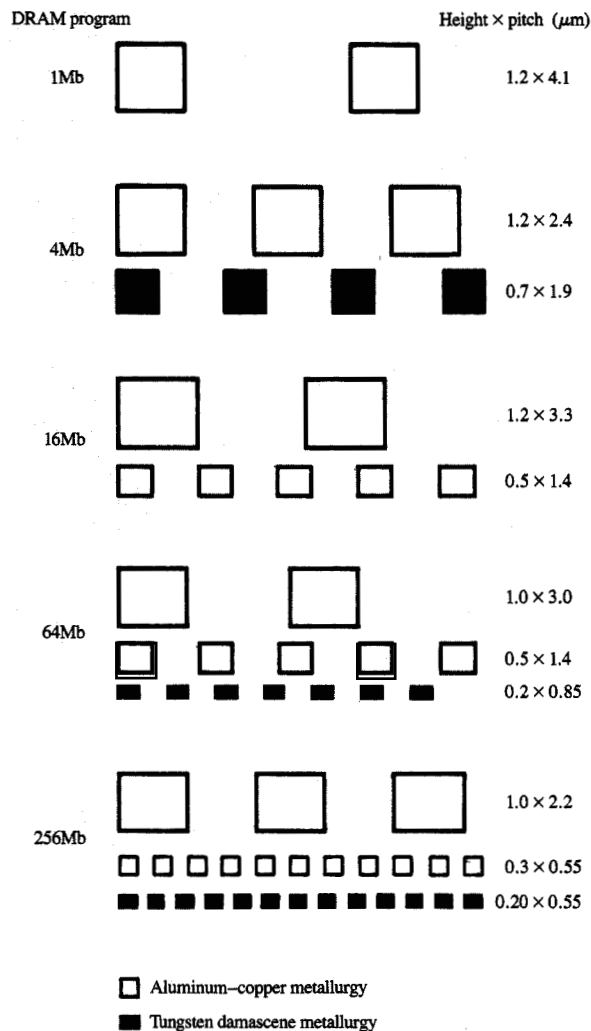 DRAM program Height × pitch (μm)
1Mb 1.2 × 4.1
1.2 × 2.4
4Mb
0.7 × 1.9
1.2 × 3.3
16Mb
0.5 × 1.4
1.0 × 3.0
64Mb
0.5 × 1.4
0.2 × 0.85
1.0 × 2.2
256Mb
0.3 × 0.55
0.20 × 0.55
Aluminum–copper metallurgy
Tungsten damascene metallurgy